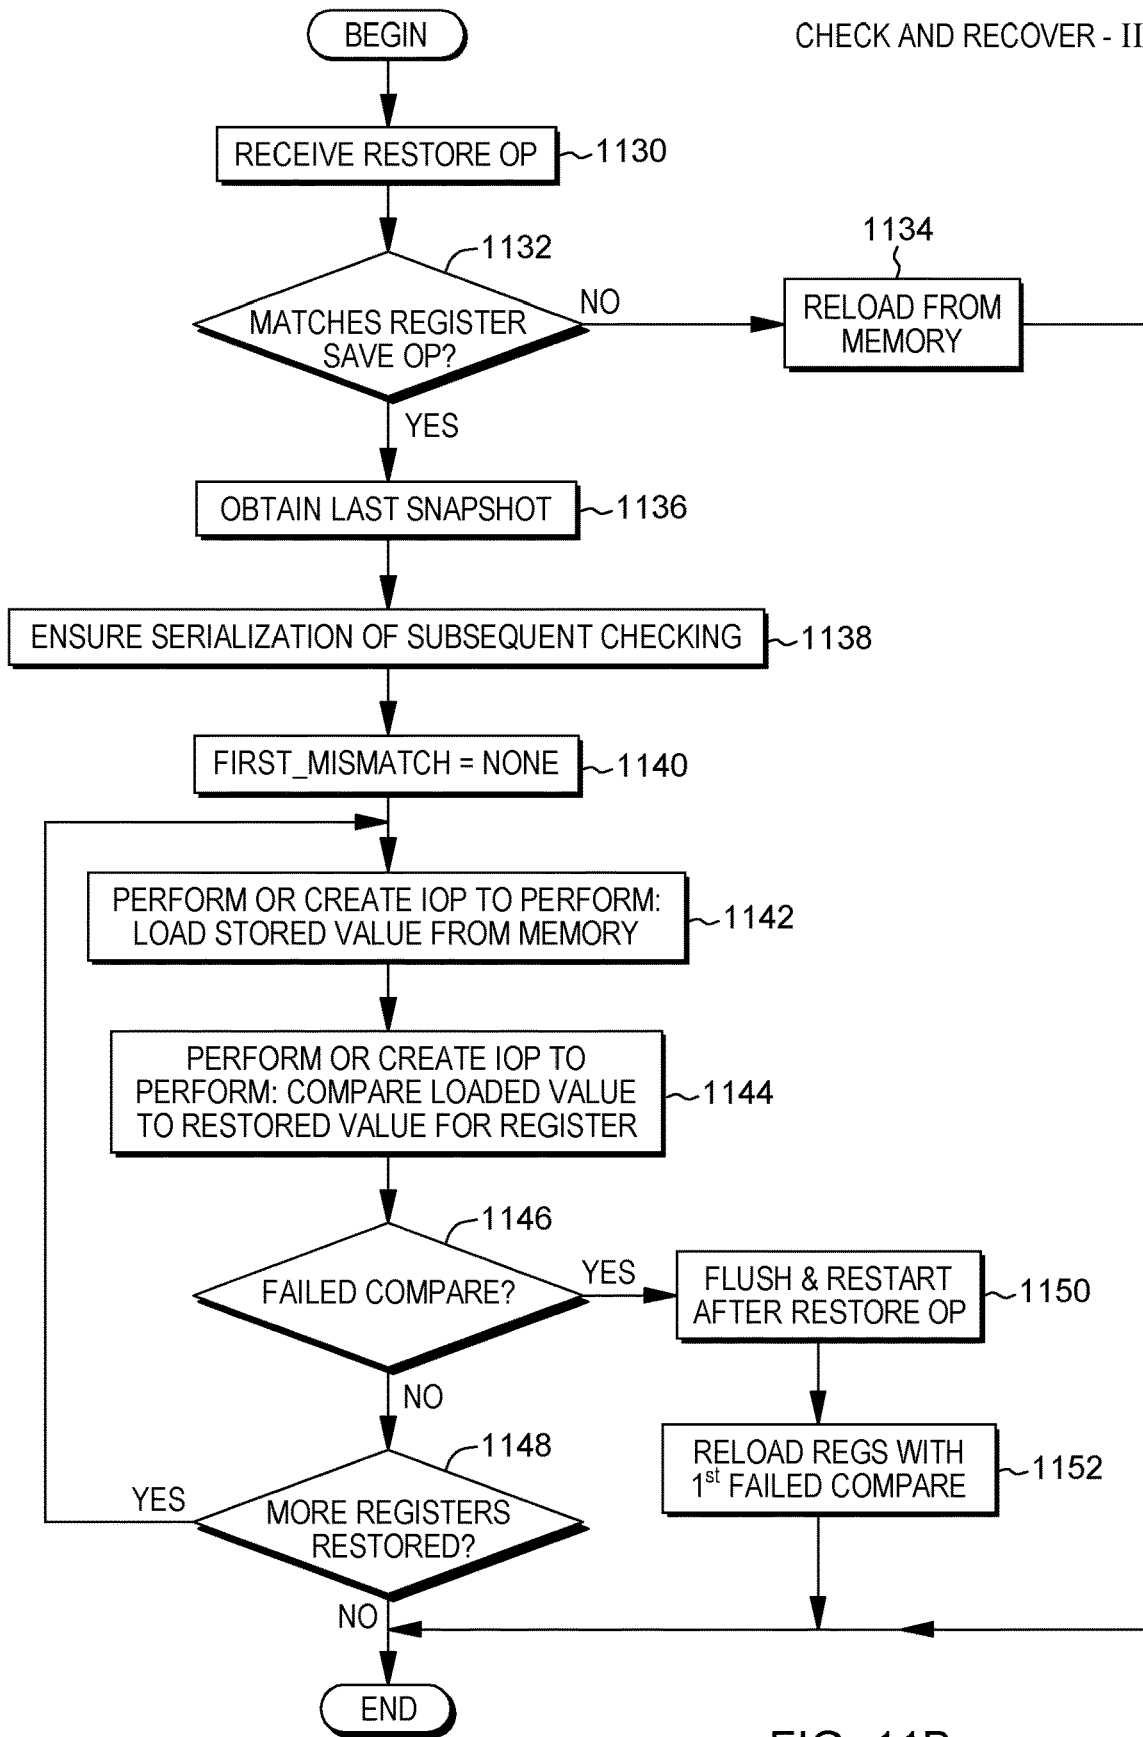 BEGIN
CHECK AND RECOVER - II
RECEIVE RESTORE OP
1130
1132
MATCHES REGISTER
SAVE OP?
NO
1134
RELOAD FROM
MEMORY
YES
OBTAIN LAST SNAPSHOT
1136
ENSURE SERIALIZATION OF SUBSEQUENT CHECKING
1138
FIRST_MISMATCH = NONE
1140
PERFORM OR CREATE IOP TO PERFORM:
LOAD STORED VALUE FROM MEMORY
1142
PERFORM OR CREATE IOP TO
PERFORM: COMPARE LOADED VALUE
TO RESTORED VALUE FOR REGISTER
1144
1146
FAILED COMPARE?
YES
FLUSH & RESTART
AFTER RESTORE OP
1150
NO
1148
MORE REGISTERS
RESTORED?
YES
RELOAD REGS WITH
1st FAILED COMPARE
1152
NO
END